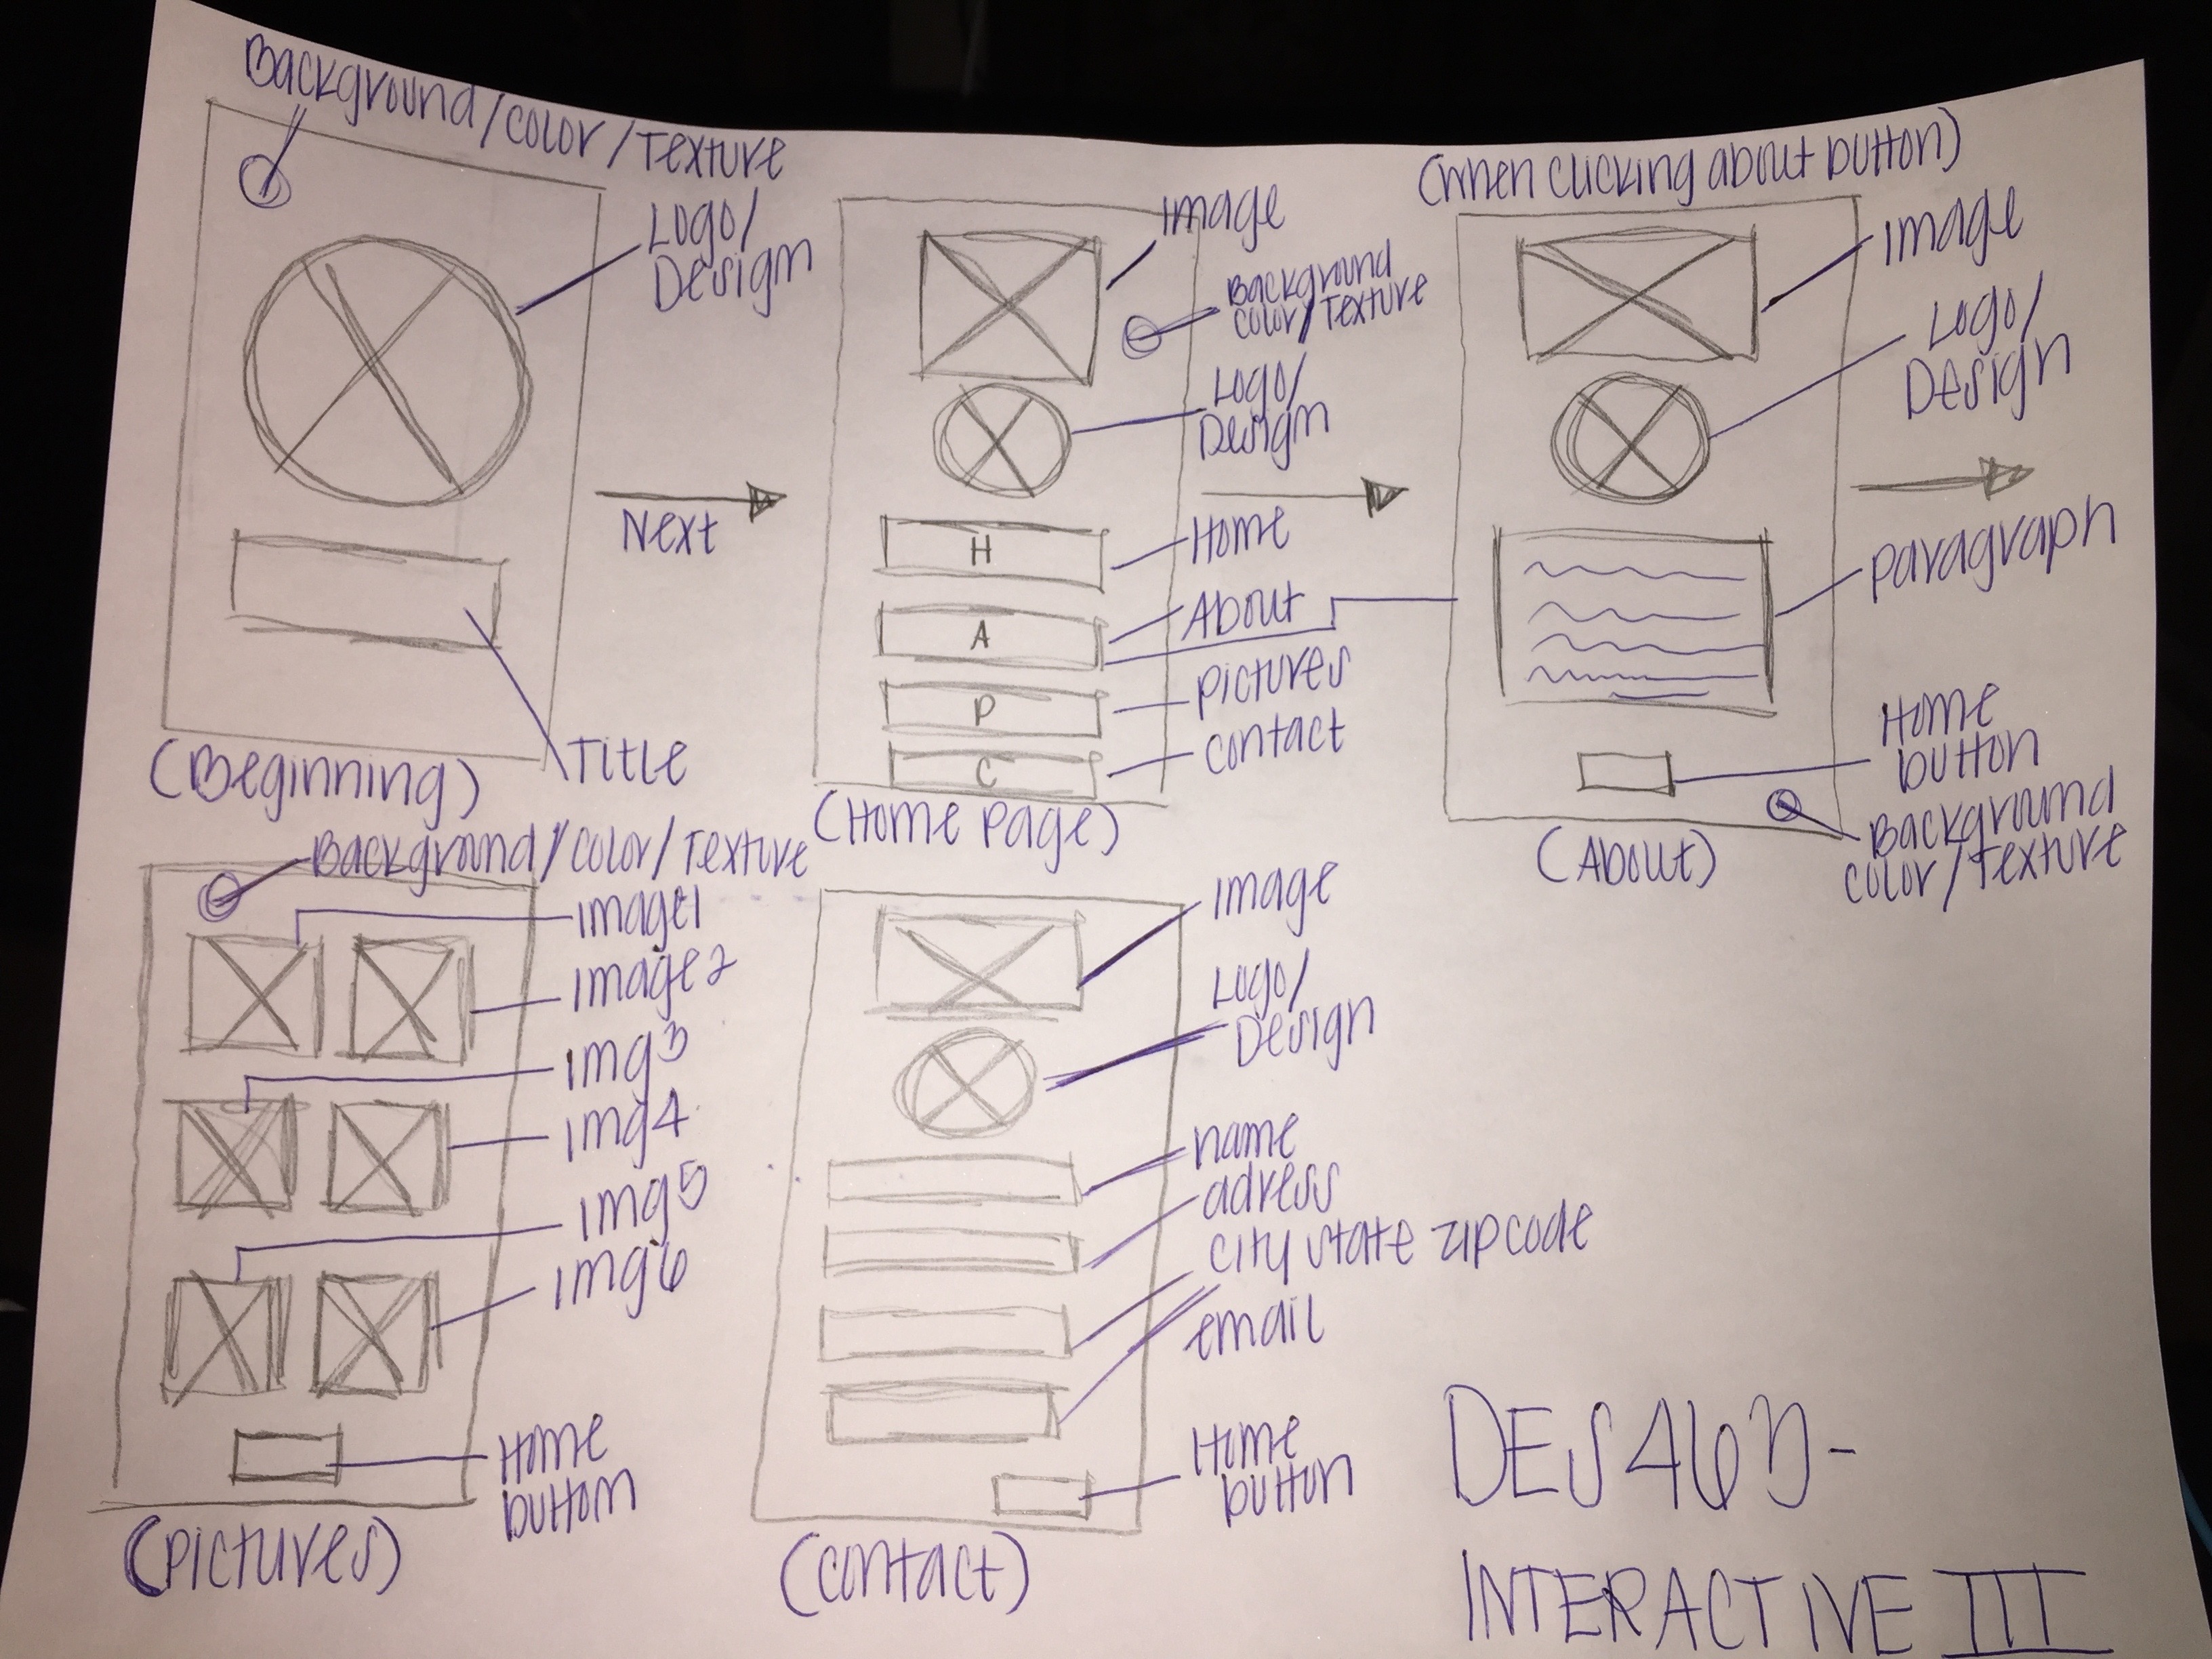 Background/color/Texture
Logo/
Design
Next
Title
(Beginning)
Image
Background
color/Texture
Logo/
Design
H
Home
A
About
P
pictures
C
contact
(Home page)
(when clicking about button)
Image
Logo/
Design
paragraph
Home
button
Background
color/Texture
(About)
Background/color/Texture
image1
image2
img3
img4
img5
img6
Home
button
(pictures)
Image
Logo/
Design
name
adress
city state zip code
email
Home
button
(contact)
DES463-
INTERACTIVE III